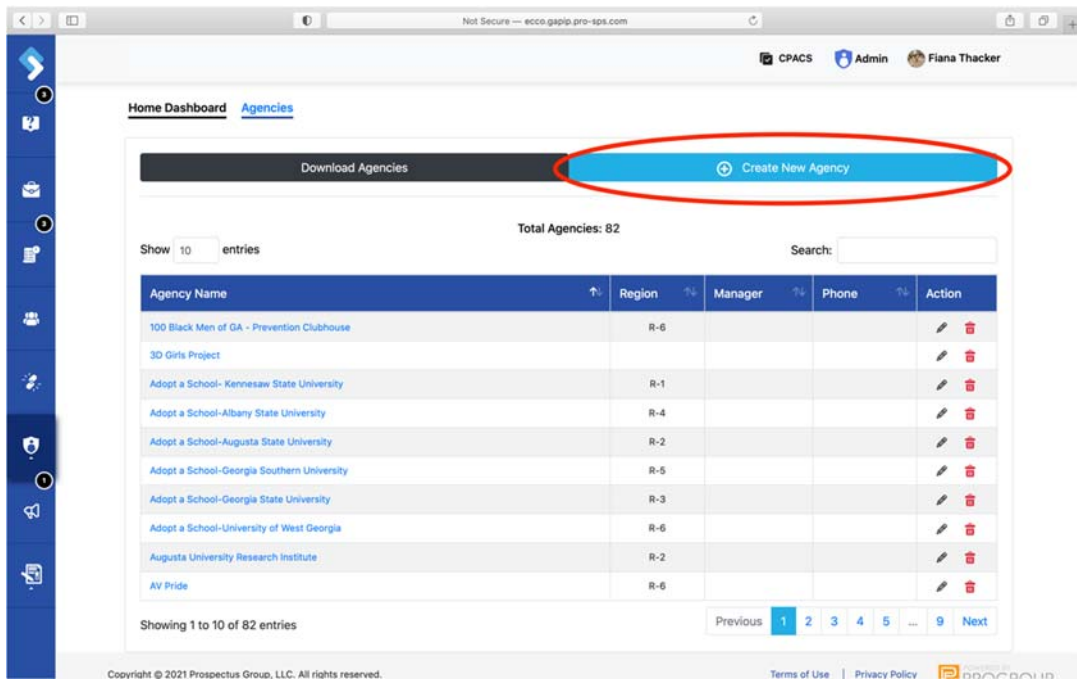 Not Secure — ecco.gapip.pro-sps.com
CPACS Admin Fiana Thacker
3
Home Dashboard Agencies
Download Agencies Create New Agency
3
Total Agencies: 82
Show 10 entries Search:
Agency Name Region Manager Phone Action
100 Black Men of GA - Prevention Clubhouse R-6
3D Girls Project
Adopt a School- Kennesaw State University R-1
Adopt a School-Albany State University R-4
Adopt a School-Augusta State University R-2
Adopt a School-Georgia Southern University R-5
1
Adopt a School-Georgia State University R-3
Adopt a School-University of West Georgia R-6
Augusta University Research Institute R-2
AV Pride R-6
Showing 1 to 10 of 82 entries Previous 1 2 3 4 5 ... 9 Next
Copyright © 2021 Prospectus Group, LLC. All rights reserved. Terms of Use | Privacy Policy POWERED BY PROGROUP